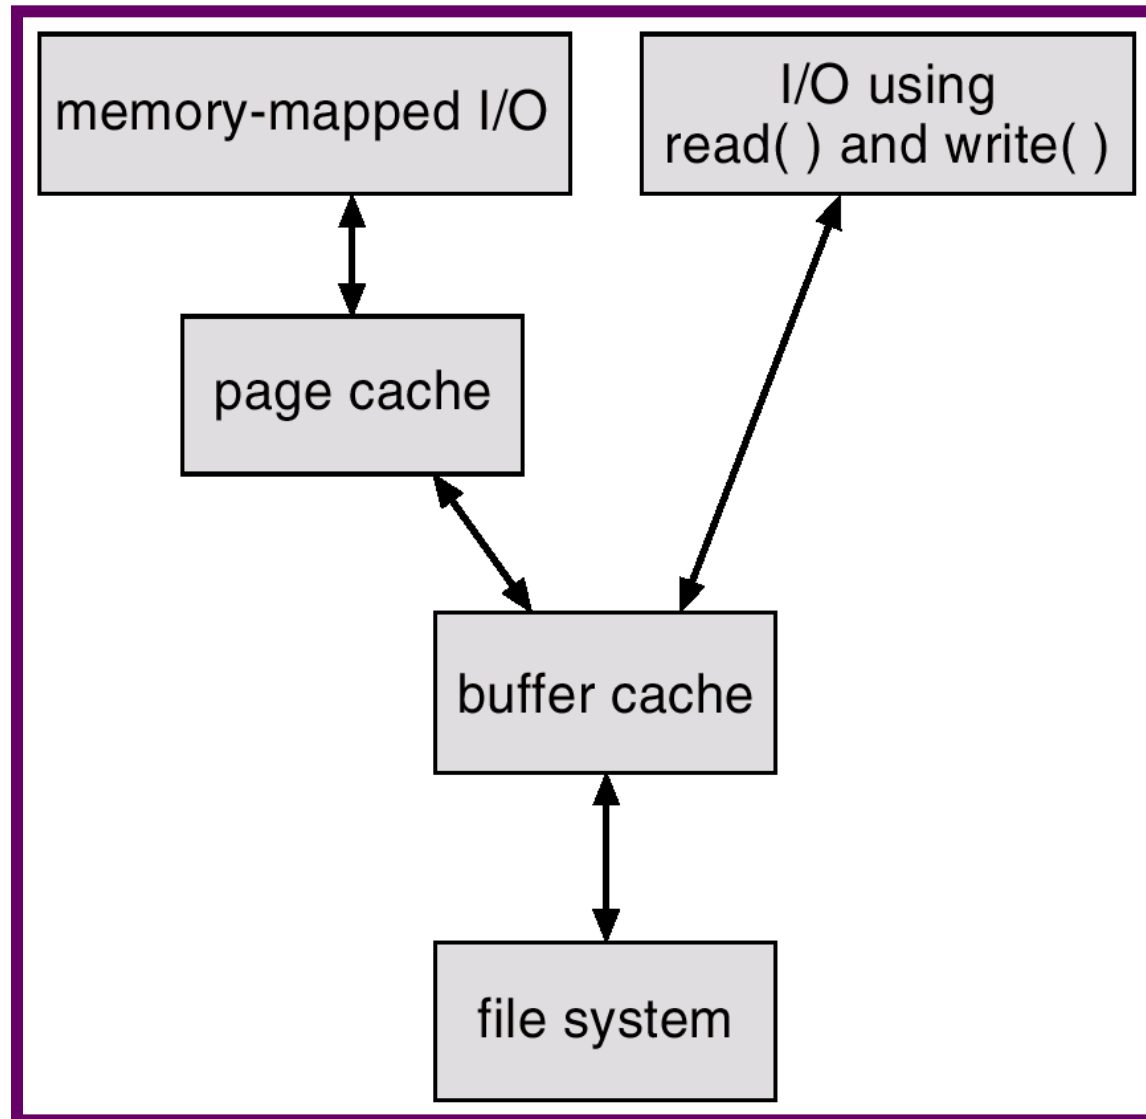 memory-mapped I/O
I/O using
read( ) and write( )
page cache
buffer cache
file system